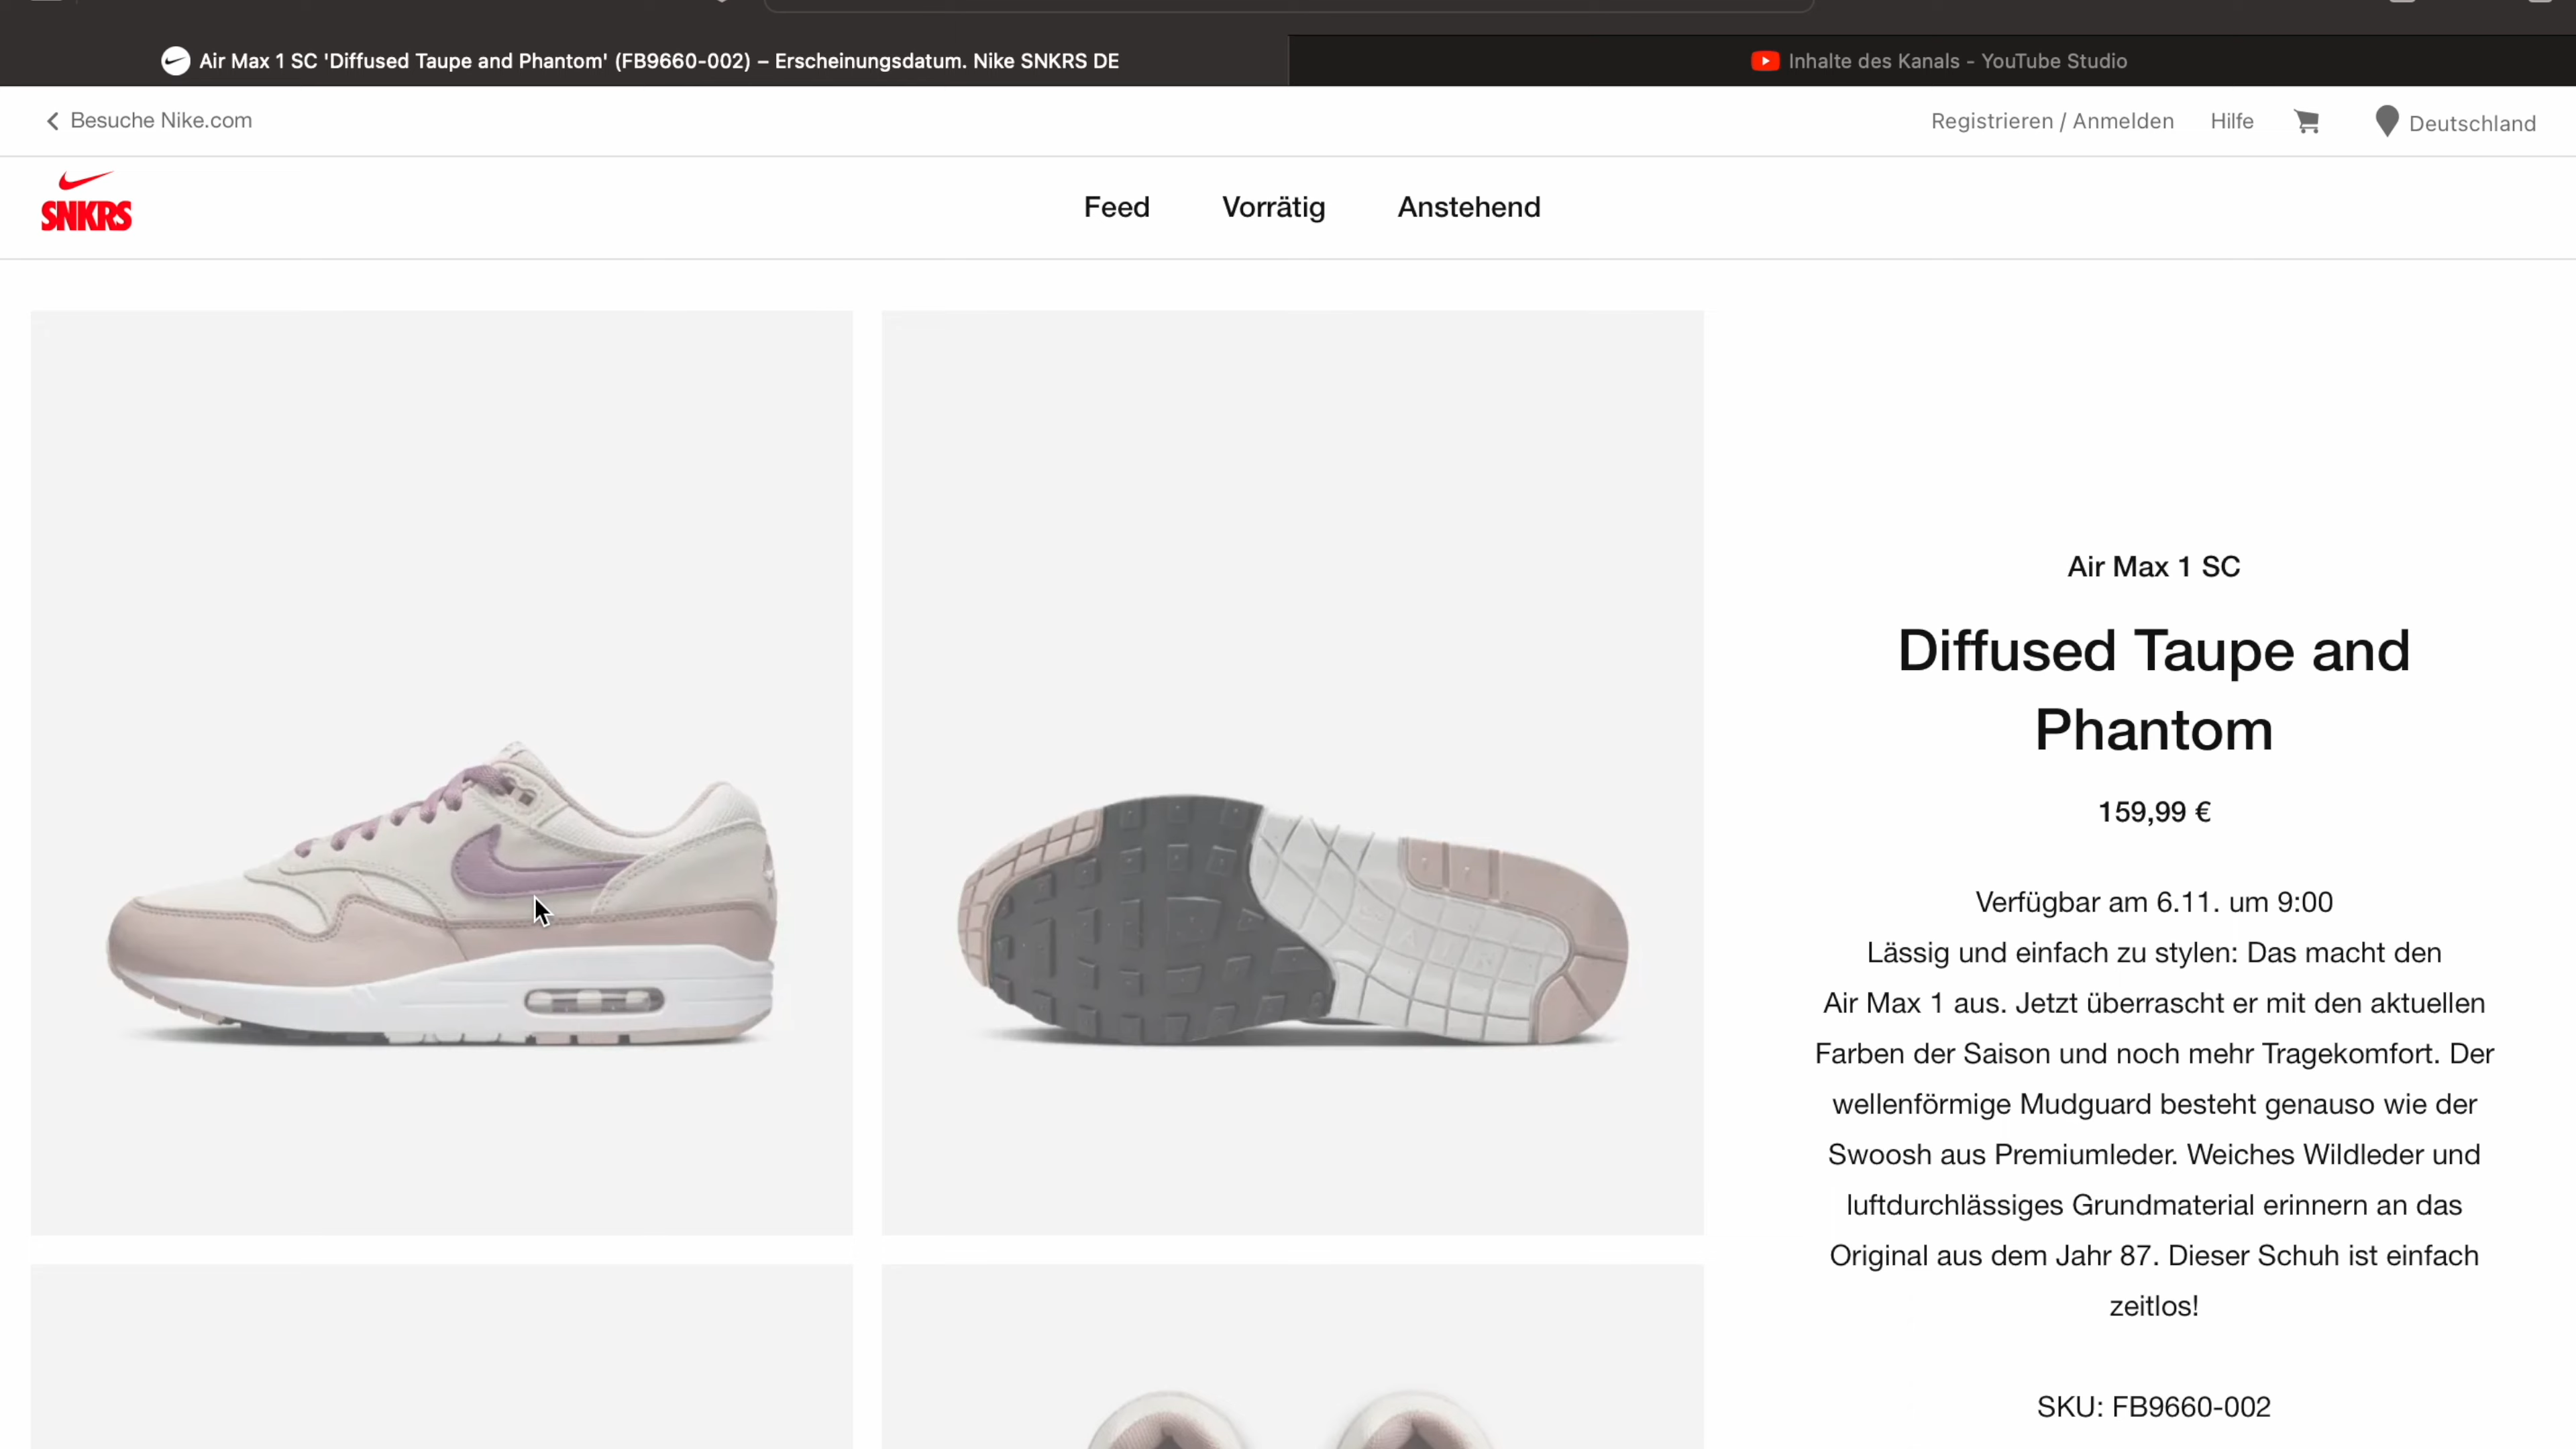 Air Max 1 SC 'Diffused Taupe and Phantom' (FB9660-002) – Erscheinungsdatum. Nike SNKRS DE
Inhalte des Kanals - YouTube Studio
Besuche Nike.com
Registrieren / Anmelden
Hilfe
Deutschland
SNKRS
Feed
Vorrätig
Anstehend
Air Max 1 SC
Diffused Taupe and
Phantom
159,99 €
Verfügbar am 6.11. um 9:00
Lässig und einfach zu stylen: Das macht den
Air Max 1 aus. Jetzt überrascht er mit den aktuellen
Farben der Saison und noch mehr Tragekomfort. Der
wellenförmige Mudguard besteht genauso wie der
Swoosh aus Premiumleder. Weiches Wildleder und
luftdurchlässiges Grundmaterial erinnern an das
Original aus dem Jahr 87. Dieser Schuh ist einfach
zeitlos!
SKU: FB9660-002